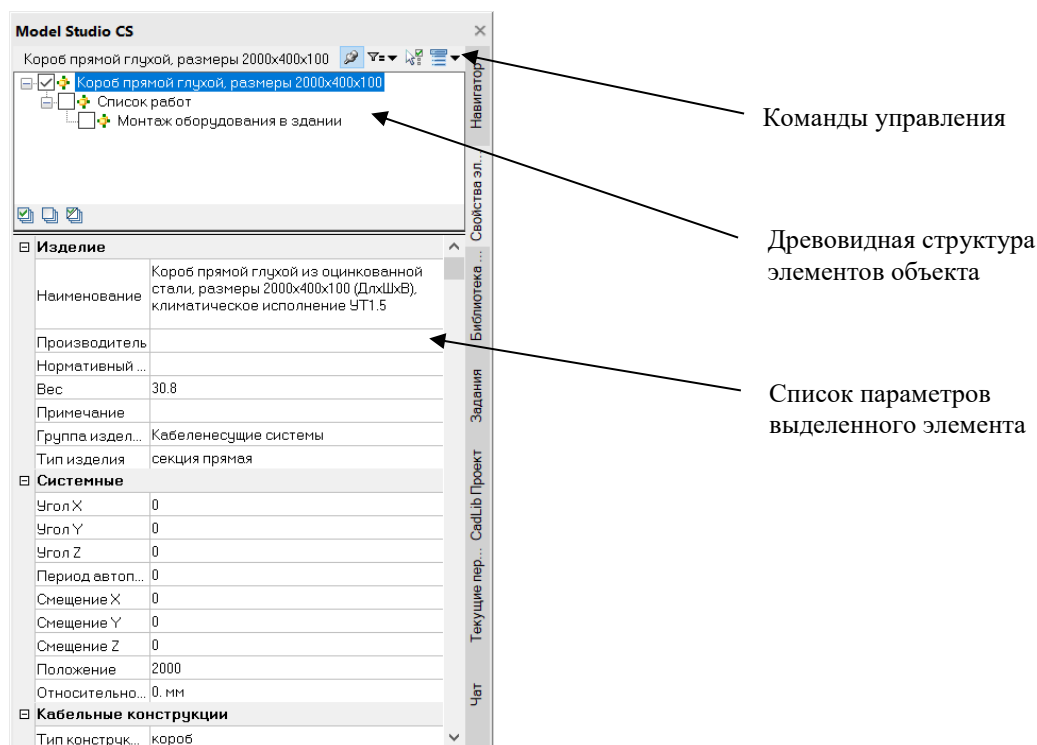 Model Studio CS
Короб прямой глухой, размеры 2000x400x100
Короб прямой глухой, размеры 2000x400x100
Список работ
Монтаж оборудования в здании
Команды управления
Древовидная структура
элементов объекта
Список параметров
выделенного элемента
Навигатор
Свойства эл...
Библиотека ...
Задания
CadLib Проект
Текущие пер...
Чат
Изделие
Наименование
Короб прямой глухой из оцинкованной
стали, размеры 2000x400x100 (ДлхШхВ),
климатическое исполнение УТ1.5
Производитель
Нормативный ...
Вес 30.8
Примечание
Группа издел... Кабеленесущие системы
Тип изделия секция прямая
Системные
Угол X 0
Угол Y 0
Угол Z 0
Период автоп... 0
Смещение X 0
Смещение Y 0
Смещение Z 0
Положение 2000
Относительно... 0. мм
Кабельные конструкции
Тип конструк... короб